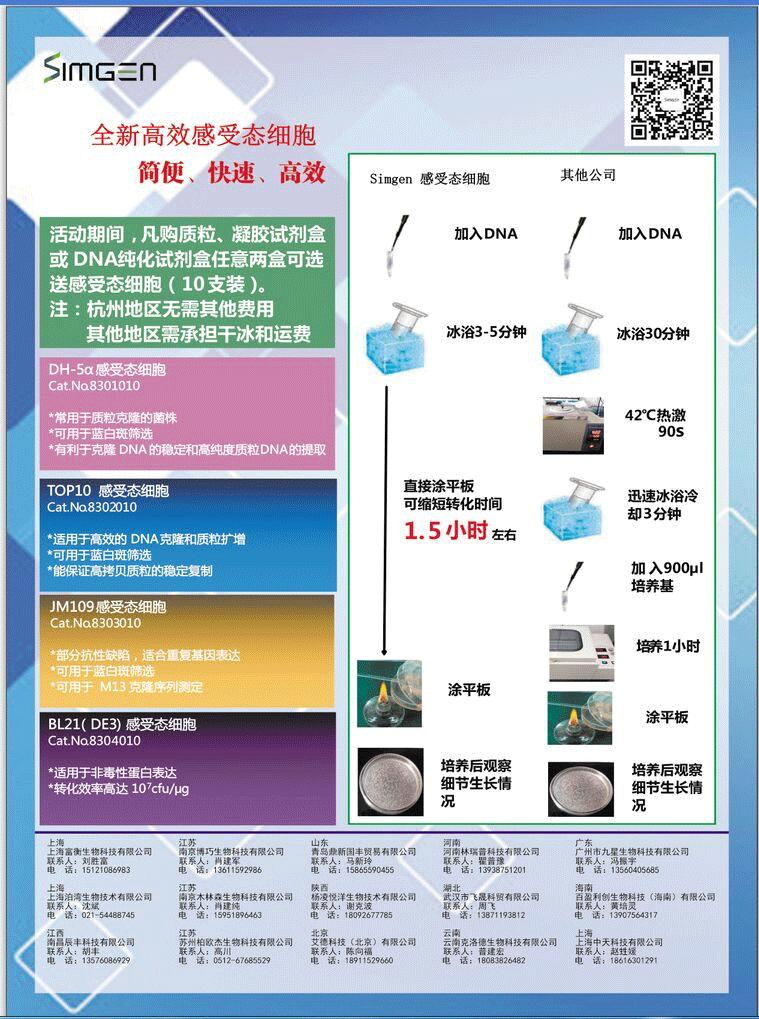 SIMGEN
全新高效感受态细胞
简便、快速、高效
活动期间，凡购质粒、凝胶试剂盒
或 DNA纯化试剂盒任意两盒可选
送感受态细胞（10支装）。
注：杭州地区无需其他费用
其他地区需承担干冰和运费
DH-5α感受态细胞
Cat.No.8301010
*常用于质粒克隆的菌株
*可用于蓝白斑筛选
*有利于克隆 DNA 的稳定和高纯度质粒DNA的提取
TOP10 感受态细胞
Cat.No.8302010
*适用于高效的 DNA克隆和质粒扩增
*可用于蓝白斑筛选
*能保证高拷贝质粒的稳定复制
JM109感受态细胞
Cat.No.8303010
*部分抗性缺陷，适合重复基因表达
*可用于蓝白斑筛选
*可用于 M13 克隆序列测定
BL21( DE3) 感受态细胞
Cat.No.8304010
*适用于非毒性蛋白表达
*转化效率高达 10⁷cfu/μg
Simgen 感受态细胞
加入DNA
冰浴3-5分钟
直接涂平板
可缩短转化时间
1.5 小时 左右
涂平板
培养后观察
细节生长情
况
其他公司
加入DNA
冰浴30分钟
42℃热激
90s
迅速冰浴冷
却3分钟
加 入900μl
培养基
培养1小时
涂平板
培养后观察
细节生长情
况
上海
上海富衡生物科技有限公司
联系人：刘胜富
电 话：15121086983
江苏
南京博巧生物科技有限公司
联系人：肖建军
电 话：13611592986
山东
青岛鼎新国丰贸易有限公司
联系人：马新玲
电 话：15865590455
河南
河南林瑞普科技有限公司
联系人：瞿普豫
电 话：13938751201
广东
广州市九星生物科技有限公司
联系人：冯振宇
电 话：13560405685
上海
上海泊湾生物技术有限公司
联系人：沈斌
电 话：021-54488745
江苏
南京木林森生物科技有限公司
联系人：肖建纯
电 话：15951896463
陕西
杨凌悦洋生物技术有限公司
联系人：谢克波
电 话：18092677785
湖北
武汉市飞晟科贸有限公司
联系人：周飞
电 话：13871193812
海南
百盈利创生物科技（海南）有限公司
联系人：黄培灵
电 话：13907564317
江西
南昌辰丰科技有限公司
联系人：胡丰
电 话：13576086929
江苏
苏州柏欧杰生物科技有限公司
联系人：高川
电 话：0512-67685529
北京
艾德科技（北京）有限公司
联系人：陈向福
电 话：18911529660
云南
云南克洛德生物科技有限公司
联系人：普建宏
电 话：18083826482
上海
上海中天科技有限公司
联系人：赵姓媛
电 话：18616301291